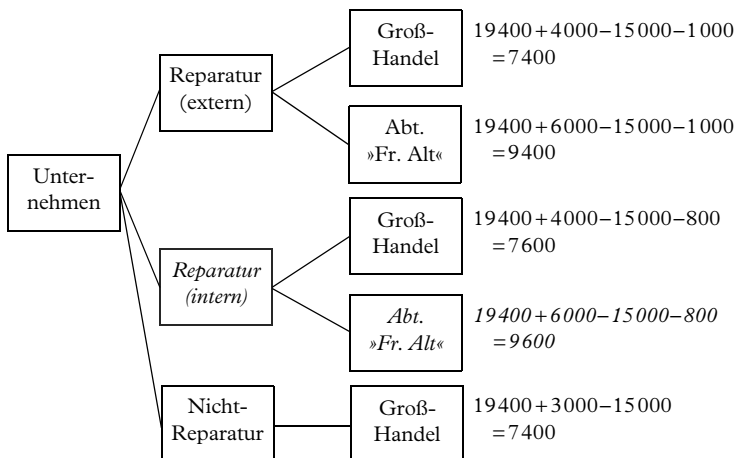 Groß-
Handel
19400+4000–15000–1000
=7400
Reparatur
(extern)
Abt.
»Fr. Alt«
19400+6000–15000–1000
=9400
Unter-
nehmen
Groß-
Handel
19400+4000–15000–800
=7600
Reparatur
(intern)
Abt.
»Fr. Alt«
19400+6000–15000–800
=9600
Nicht-
Reparatur
Groß-
Handel
19400+3000–15000
=7400